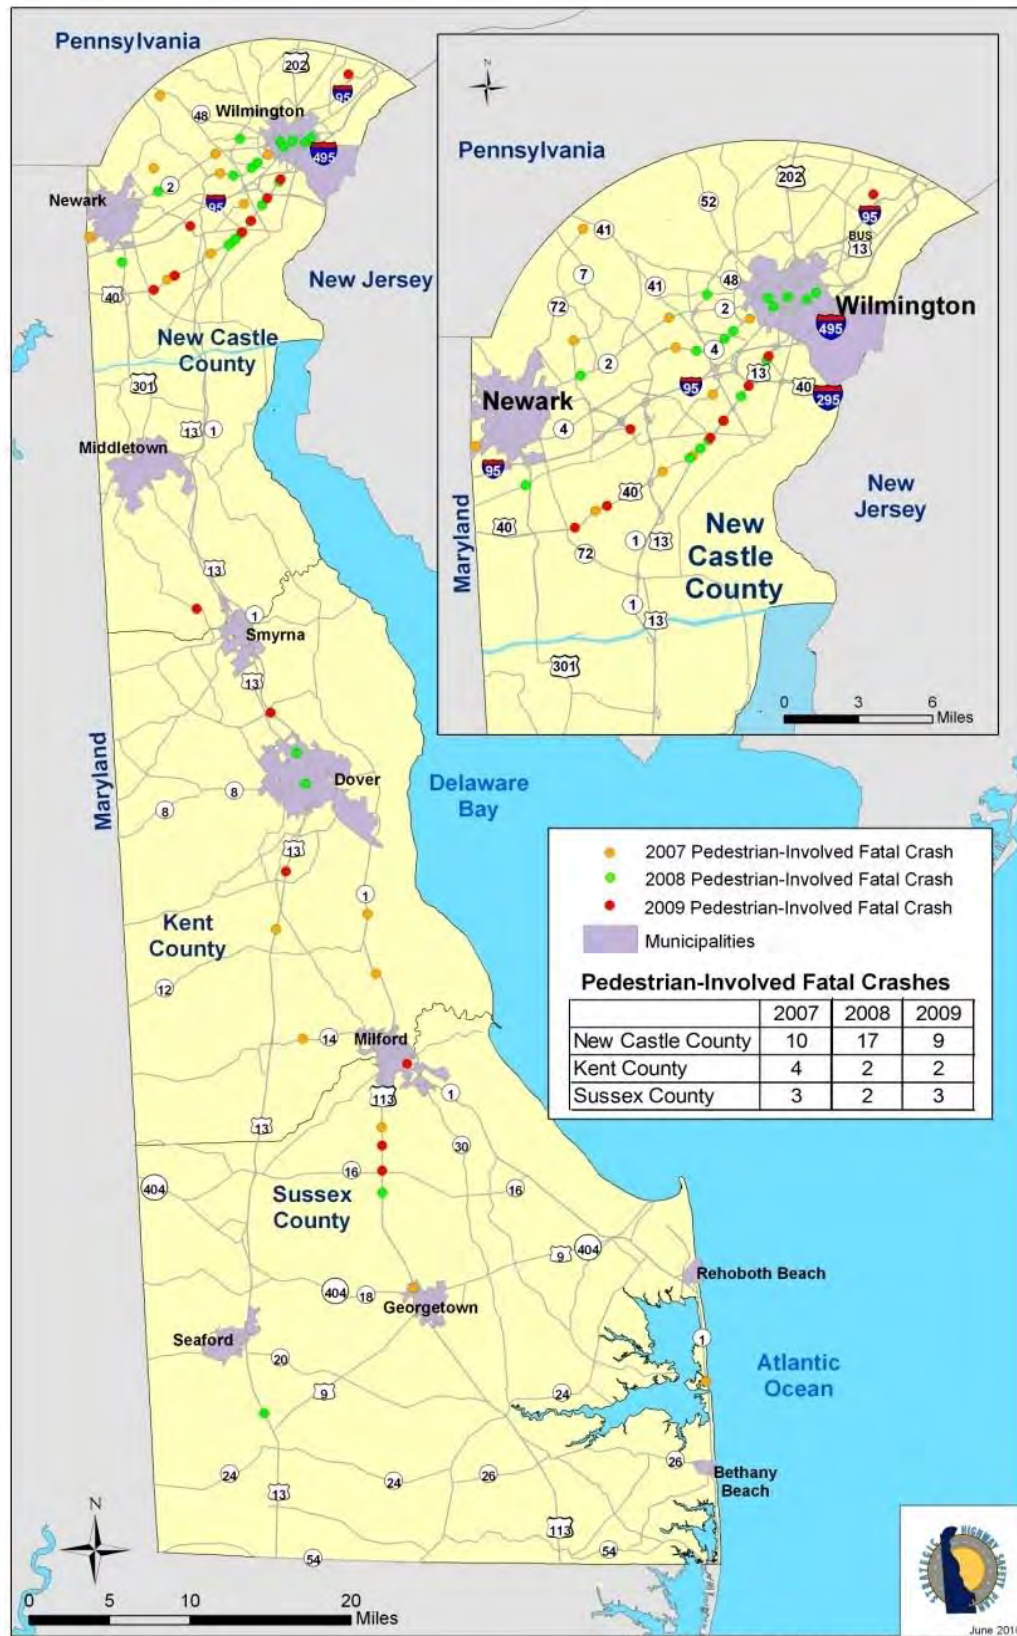 Pennsylvania
202
95
48
Wilmington
495
2
Newark
95
40
New Jersey
New Castle
County
301
13
1
Middletown
13
1
Smyrna
13
Maryland
Dover
8
8
13
1
Kent
County
12
14
Milford
113
1
13
30
404
16
16
Sussex
County
9
404
Rehoboth Beach
404
18
Georgetown
1
Seaford
20
9
24
24
24
26
26
Bethany
Beach
13
113
54
54
Delaware
Bay
Atlantic
Ocean
N
0 5 10 20
Miles
N
Pennsylvania
202
52
95
BUS
13
41
7
41
48
72
2
Wilmington
495
2
4
13
95
40
295
Newark
4
95
40
New
Jersey
40
Maryland
72
1
13
New
Castle
County
1
13
301
0 3 6
Miles
2007 Pedestrian-Involved Fatal Crash
2008 Pedestrian-Involved Fatal Crash
2009 Pedestrian-Involved Fatal Crash
Municipalities
Pedestrian-Involved Fatal Crashes
2007 2008 2009
New Castle County 10 17 9
Kent County 4 2 2
Sussex County 3 2 3
STRATEGIC HIGHWAY SAFETY PLAN